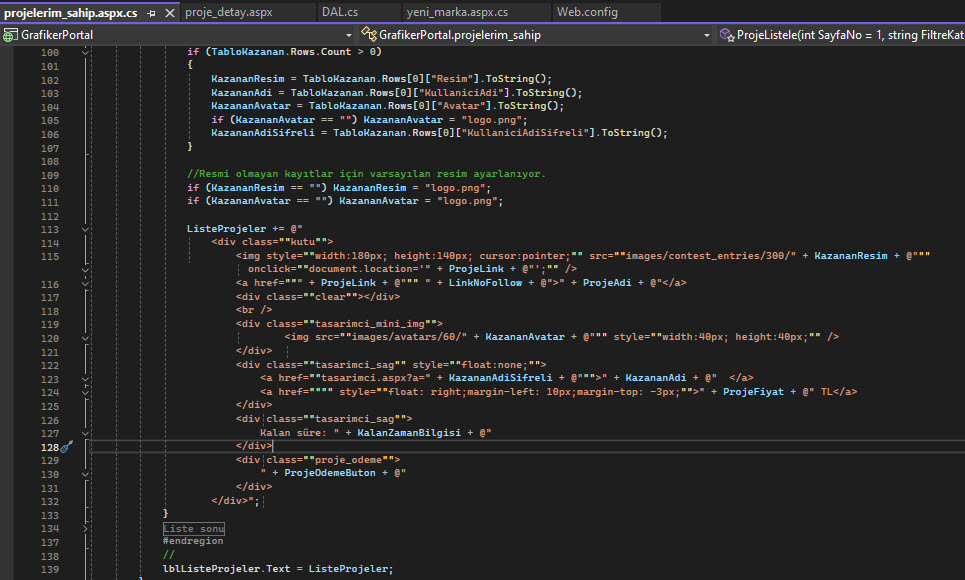 projelerim_sahip.aspx.cs proje_detay.aspx DAL.cs yeni_marka.aspx.cs Web.config
GrafikerPortal GrafikerPortal.projelerim_sahip ProjeListele(int SayfaNo = 1, string FiltreKat
100 if (TabloKazanan.Rows.Count > 0)
101 {
102 KazananResim = TabloKazanan.Rows[0]["Resim"].ToString();
103 KazananAdi = TabloKazanan.Rows[0]["KullaniciAdi"].ToString();
104 KazananAvatar = TabloKazanan.Rows[0]["Avatar"].ToString();
105 if (KazananAvatar == "") KazananAvatar = "logo.png";
106 KazananAdiSifreli = TabloKazanan.Rows[0]["KullaniciAdiSifreli"].ToString();
107 }
108
109 //Resmi olmayan kayıtlar için varsayılan resim ayarlanıyor.
110 if (KazananResim == "") KazananResim = "logo.png";
111 if (KazananAvatar == "") KazananAvatar = "logo.png";
112
113 ListeProjeler += @"
114 <div class=""kutu"">
115 <img style=""width:180px; height:140px; cursor:pointer;"" src=""images/contest_entries/300/" + KazananResim + @"""
onclick=""document.location='" + ProjeLink + @"';"" />
116 <a href=""" + ProjeLink + @""" " + LinkNoFollow + @">" + ProjeAdi + @"</a>
117 <div class=""clear""></div>
118 <br />
119 <div class=""tasarimci_mini_img"">
120 <img src=""images/avatars/60/" + KazananAvatar + @""" style=""width:40px; height:40px;"" />
121 </div>
122 <div class=""tasarimci_sag"" style=""float:none;"">
123 <a href=""tasarimci.aspx?a=" + KazananAdiSifreli + @""">" + KazananAdi + @" </a>
124 <a href="""" style=""float: right;margin-left: 10px;margin-top: -3px;"">" + ProjeFiyat + @" TL</a>
125 </div>
126 <div class=""tasarimci_sag"">
127 Kalan süre: " + KalanZamanBilgisi + @"
128 </div>
129 <div class=""proje_odeme"">
130 " + ProjeOdemeButon + @"
131 </div>
132 </div>";
133 }
134 Liste sonu
137 #endregion
138 //
139 lblListeProjeler.Text = ListeProjeler;